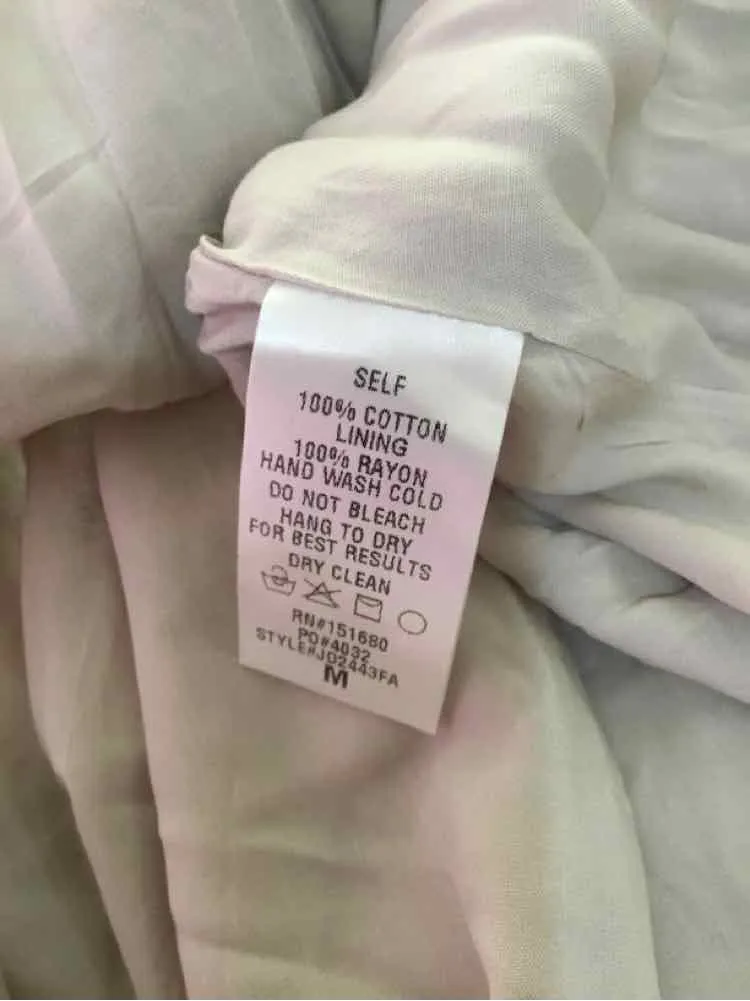 SELF
100% COTTON
LINING
100% RAYON
HAND WASH COLD
DO NOT BLEACH
HANG TO DRY
FOR BEST RESULTS
DRY CLEAN
RN#151680
PO#4032
STYLE#JD2443FA
M